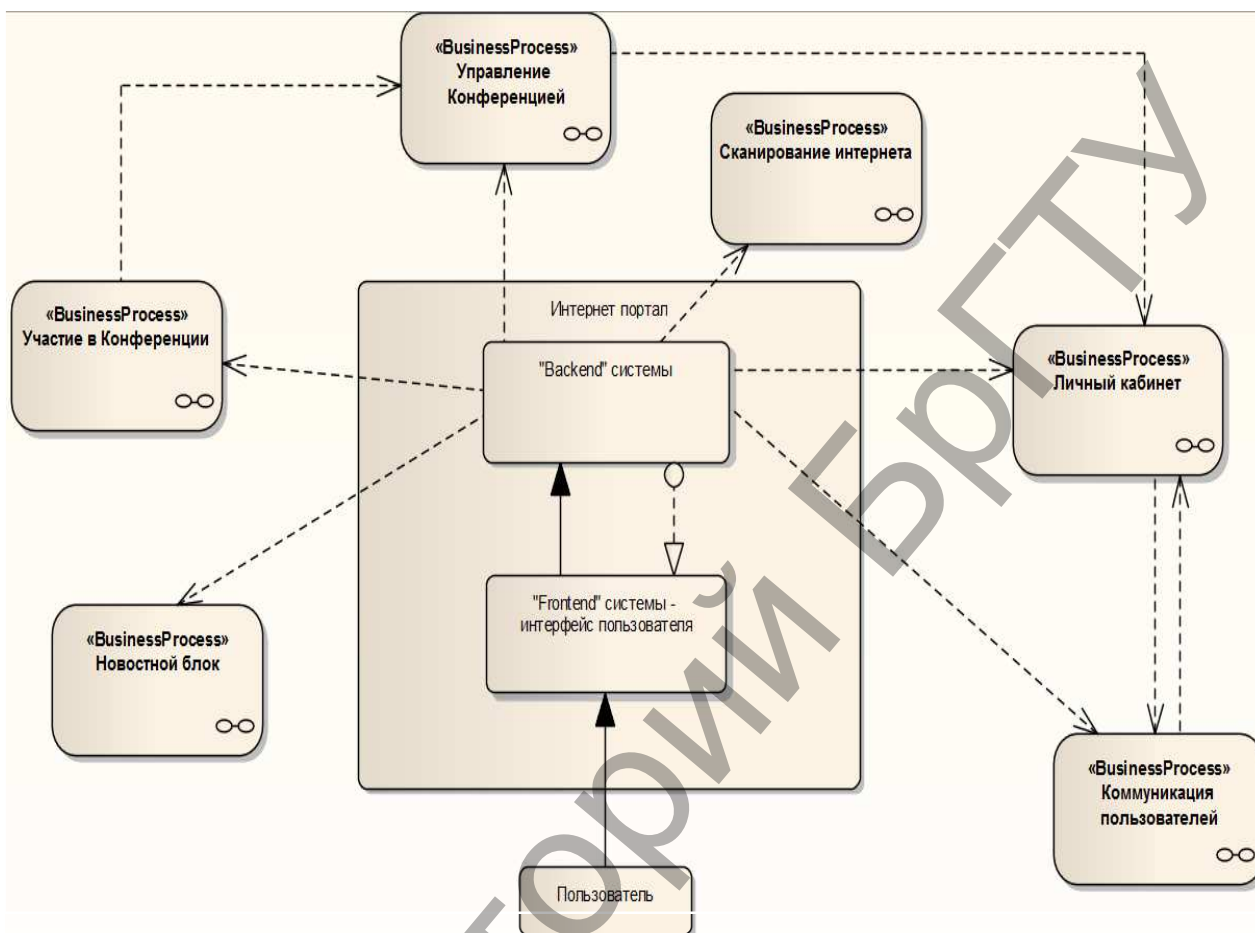 «BusinessProcess»
Управление
Конференцией
«BusinessProcess»
Сканирование интернета
«BusinessProcess»
Участие в Конференции
Интернет портал
"Backend" системы
«BusinessProcess»
Личный кабинет
"Frontend" системы -
интерфейс пользователя
«BusinessProcess»
Новостной блок
«BusinessProcess»
Коммуникация
пользователей
Пользователь
БрГТУ